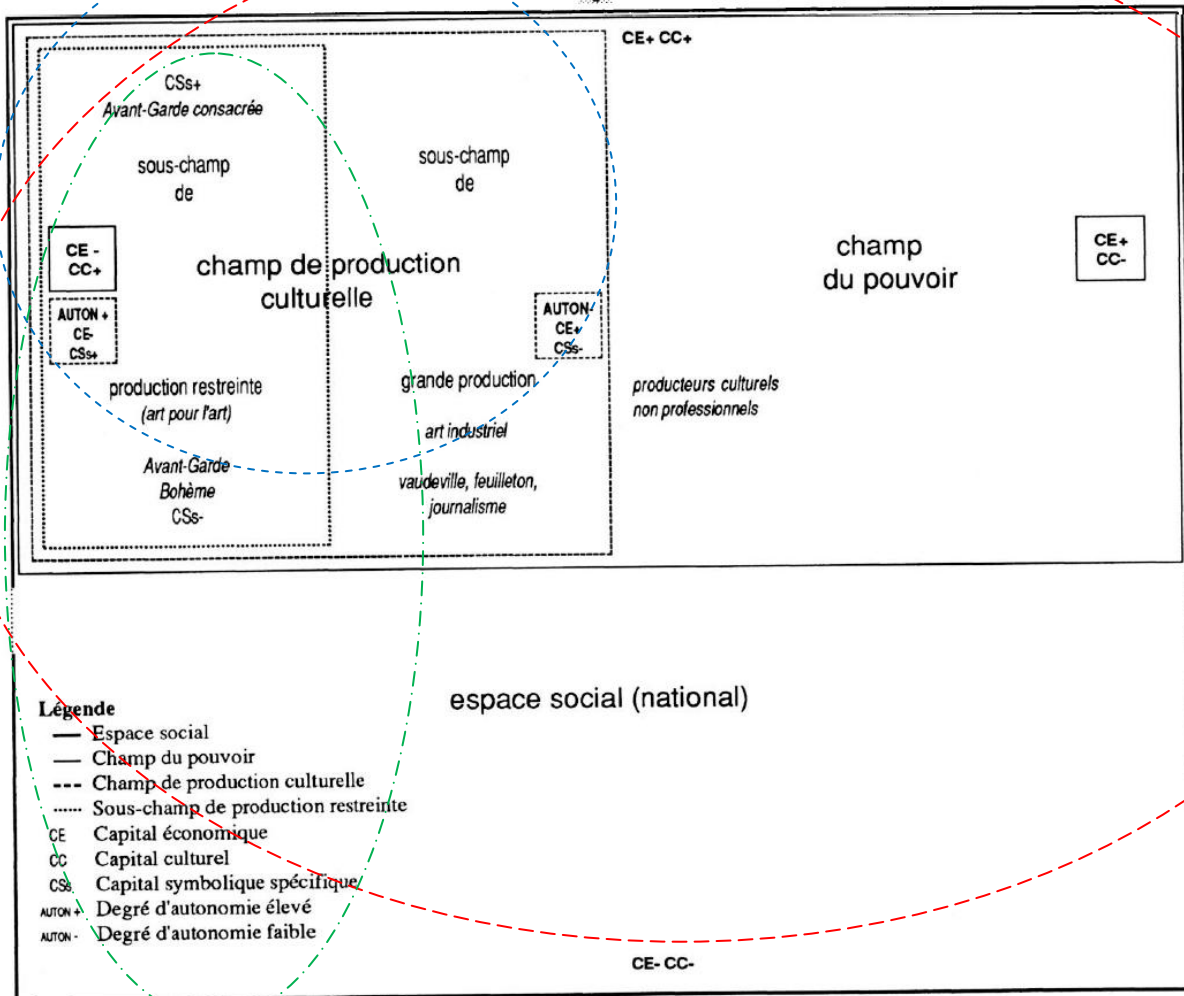 CE+ CC+
CSs+
Avant-Garde consacrée
sous-champ
de
sous-champ
de
CE -
CC+
champ de production
culturelle
champ
du pouvoir
CE+
CC-
AUTON +
CE-
CSs+
AUTON-
CE+
CSs-
production restreinte
(art pour l'art)
grande production
producteurs culturels
non professionnels
art industriel
Avant-Garde
Bohème
CSs-
vaudeville, feuilleton,
journalisme
espace social (national)
Légende
Espace social
Champ du pouvoir
Champ de production culturelle
Sous-champ de production restreinte
CE Capital économique
CC Capital culturel
CSs Capital symbolique spécifique
AUTON + Degré d'autonomie élevé
AUTON - Degré d'autonomie faible
CE- CC-